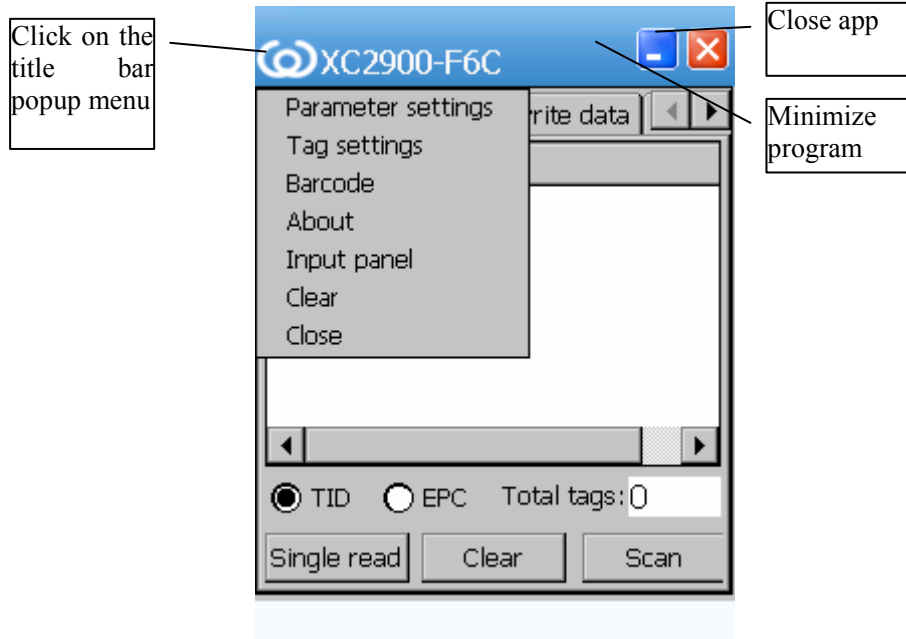 Click on the
title bar
popup menu
Close app
XC2900-F6C
Minimize
program
Parameter settings
rite data
Tag settings
Barcode
About
Input panel
Clear
Close
TID EPC Total tags: 0
Single read Clear Scan